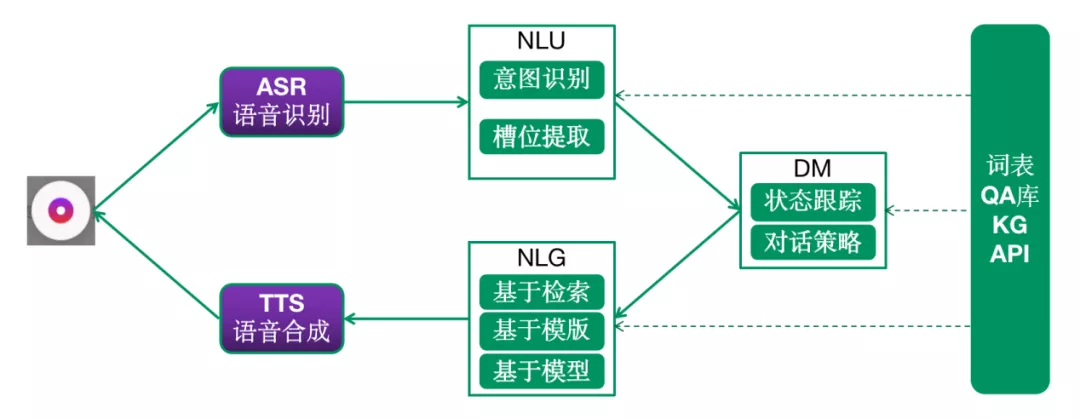 ASR
语音识别
NLU
意图识别
槽位提取
DM
状态跟踪
对话策略
NLG
基于检索
基于模版
基于模型
TTS
语音合成
词表
QA库
KG
API